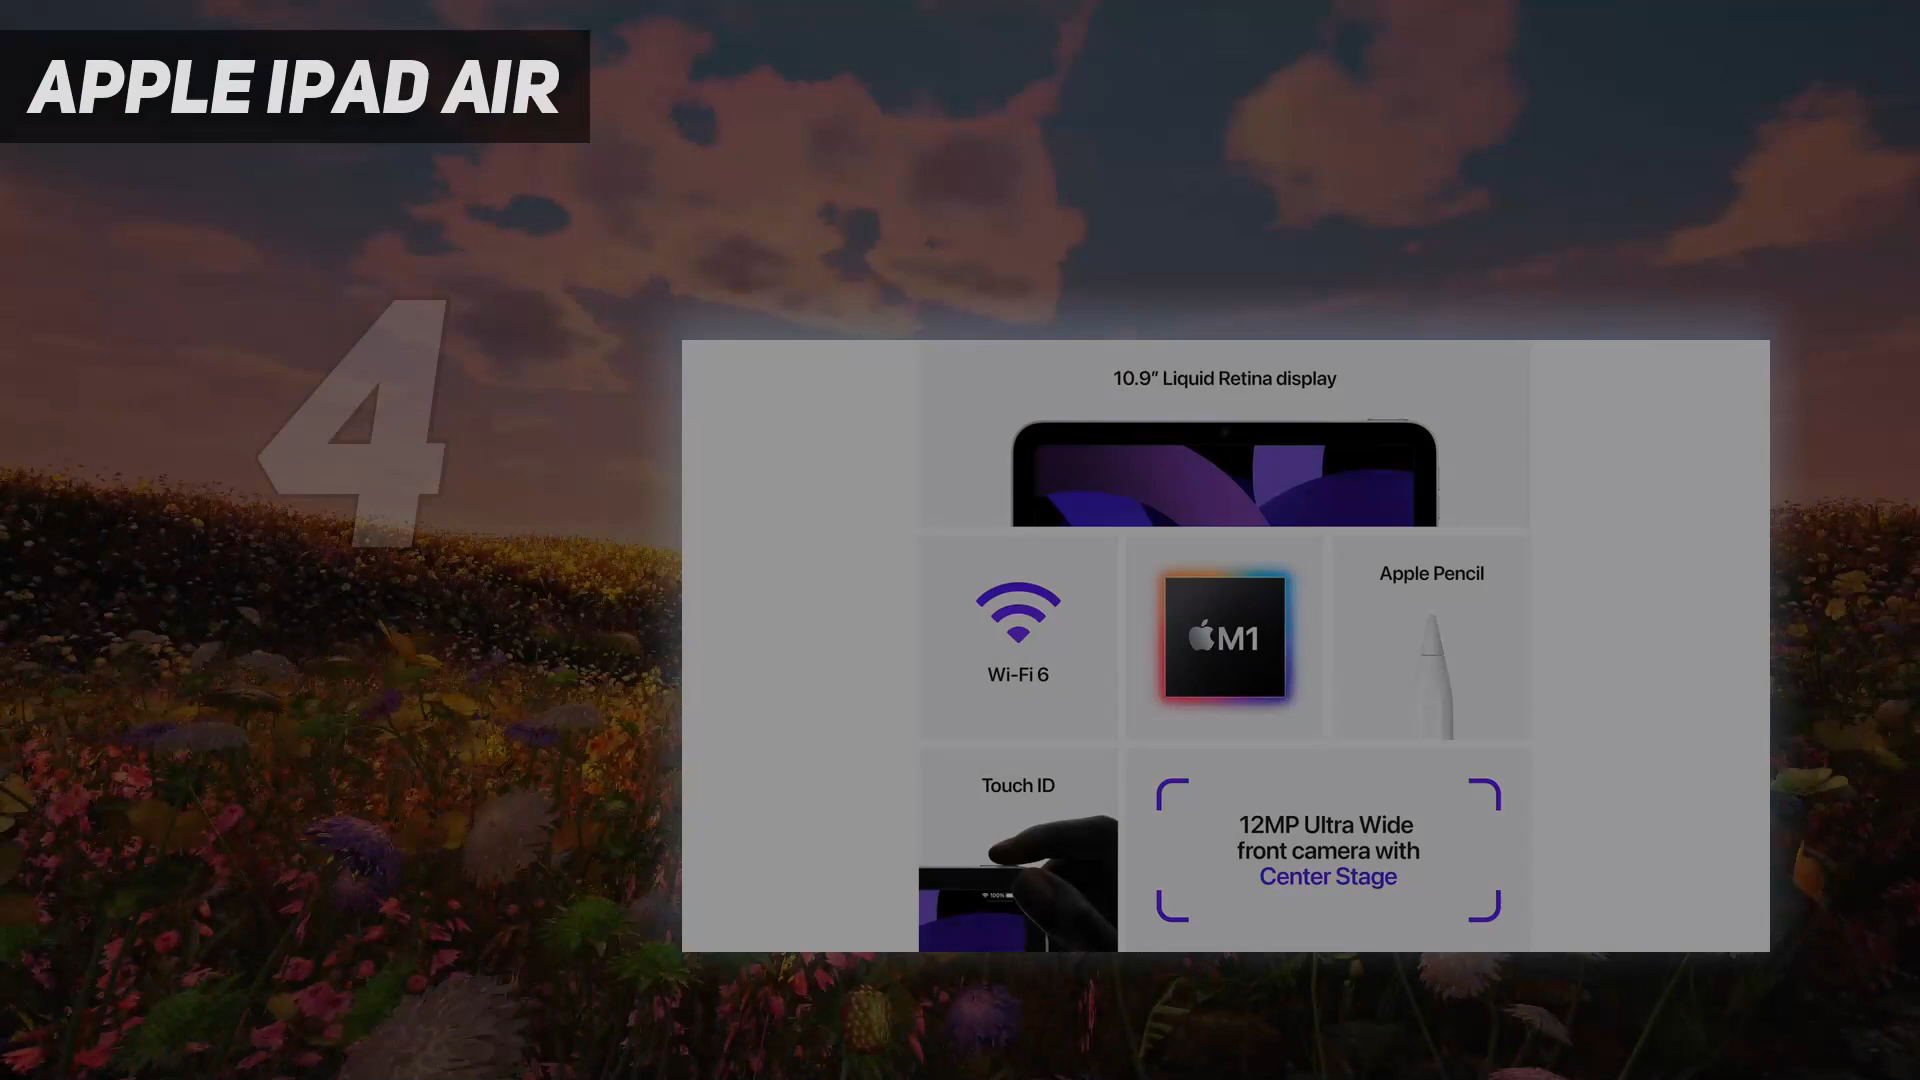 APPLE IPAD AIR
4
10.9” Liquid Retina display
Wi-Fi 6
M1
Apple Pencil
Touch ID
100%
12MP Ultra Wide
front camera with
Center Stage